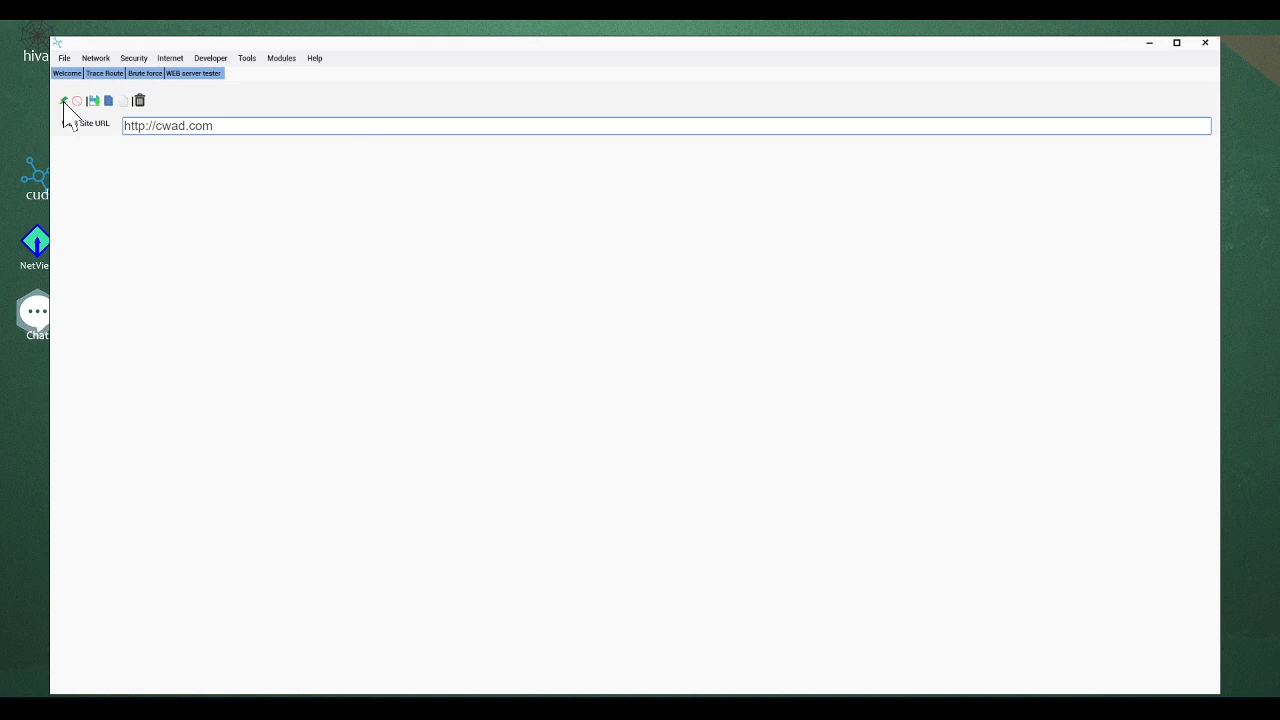 hiva
File Network Security Internet Developer Tools Modules Help
Welcome Trace Route Brute force WEB server tester
Site URL http://cwad.com
cud
NetVie
Chat